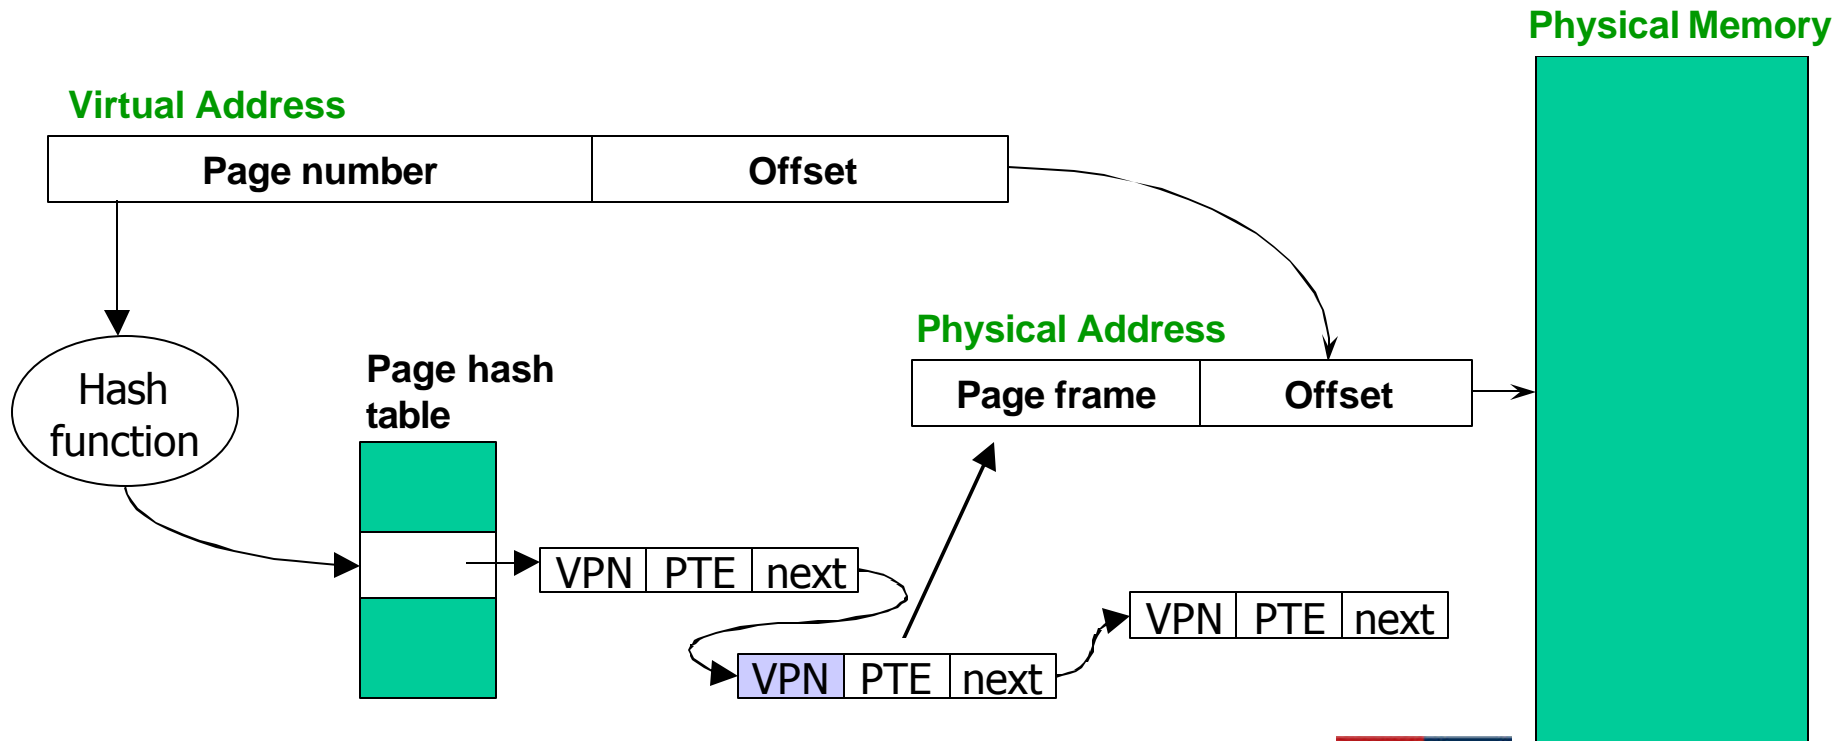 Physical Memory
Virtual Address
Page number Offset
Physical Address
Page frame Offset
Hash
function
Page hash
table
VPN PTE next
VPN PTE next
VPN PTE next